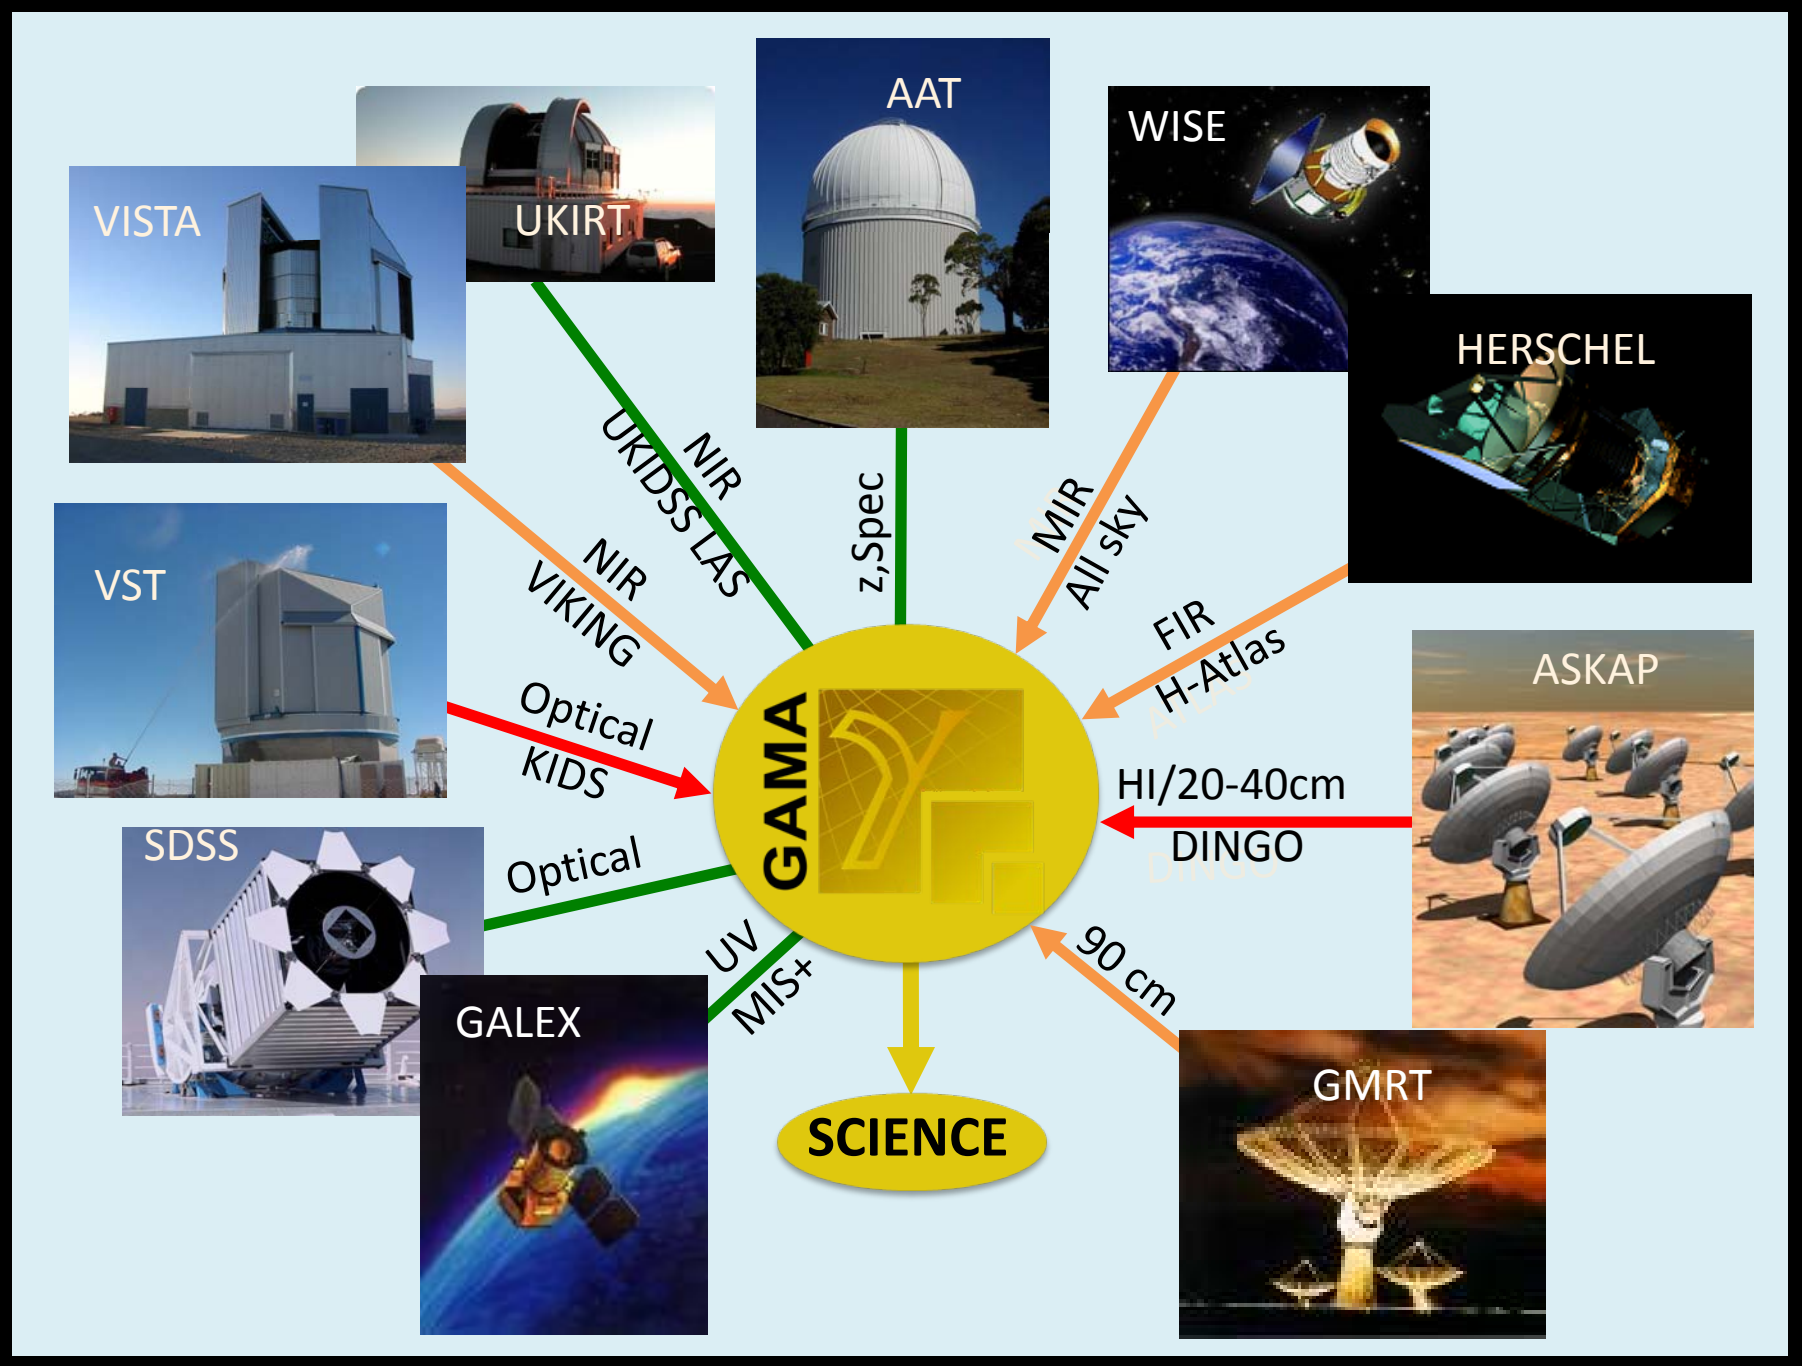 AAT
WISE
UKIRT
VISTA
HERSCHEL
NIR
UKIDSS LAS
z,Spec
MIR
All sky
NIR
VIKING
FIR
H-Atlas
VST
ASKAP
Optical
KIDS
GAMA
γ
HI/20-40cm
DINGO
SDSS
Optical
UV
MIS+
90 cm
GALEX
GMRT
SCIENCE